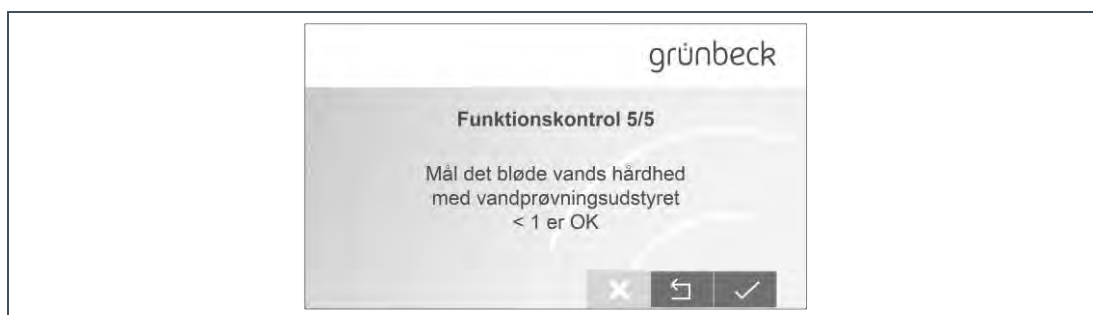 grünbeck
Funktionskontrol 5/5
Mål det bløde vands hårdhed
med vandprøvningsudstyret
< 1 er OK